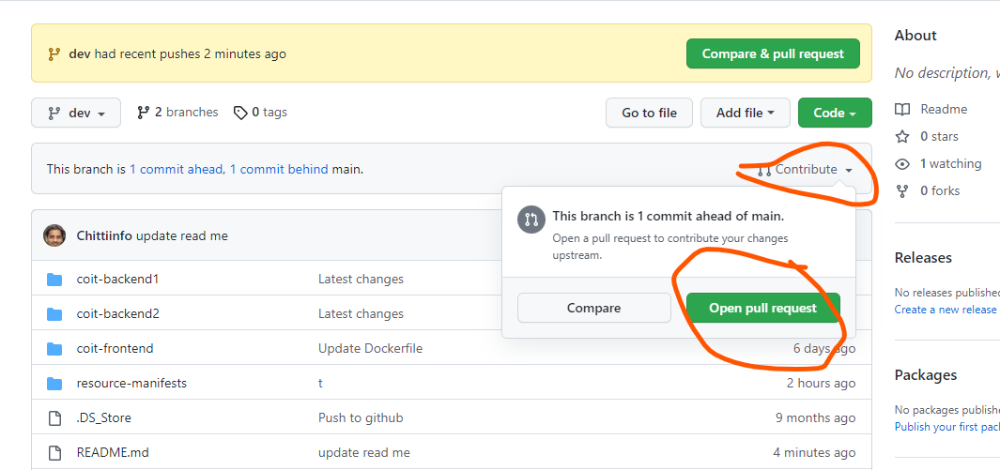 dev had recent pushes 2 minutes ago
Compare & pull request
dev
2 branches
0 tags
Go to file
Add file
Code
This branch is 1 commit ahead, 1 commit behind main.
Contribute
This branch is 1 commit ahead of main.
Open a pull request to contribute your changes
upstream.
Compare
Open pull request
Chittiinfo update read me
coit-backend1 Latest changes
coit-backend2 Latest changes
coit-frontend Update Dockerfile 6 days ago
resource-manifests t 2 hours ago
.DS_Store Push to github 9 months ago
README.md update read me 4 minutes ago
About
No description,
Readme
0 stars
1 watching
0 forks
Releases
No releases published
Create a new release
Packages
No packages publishe
Publish your first pac